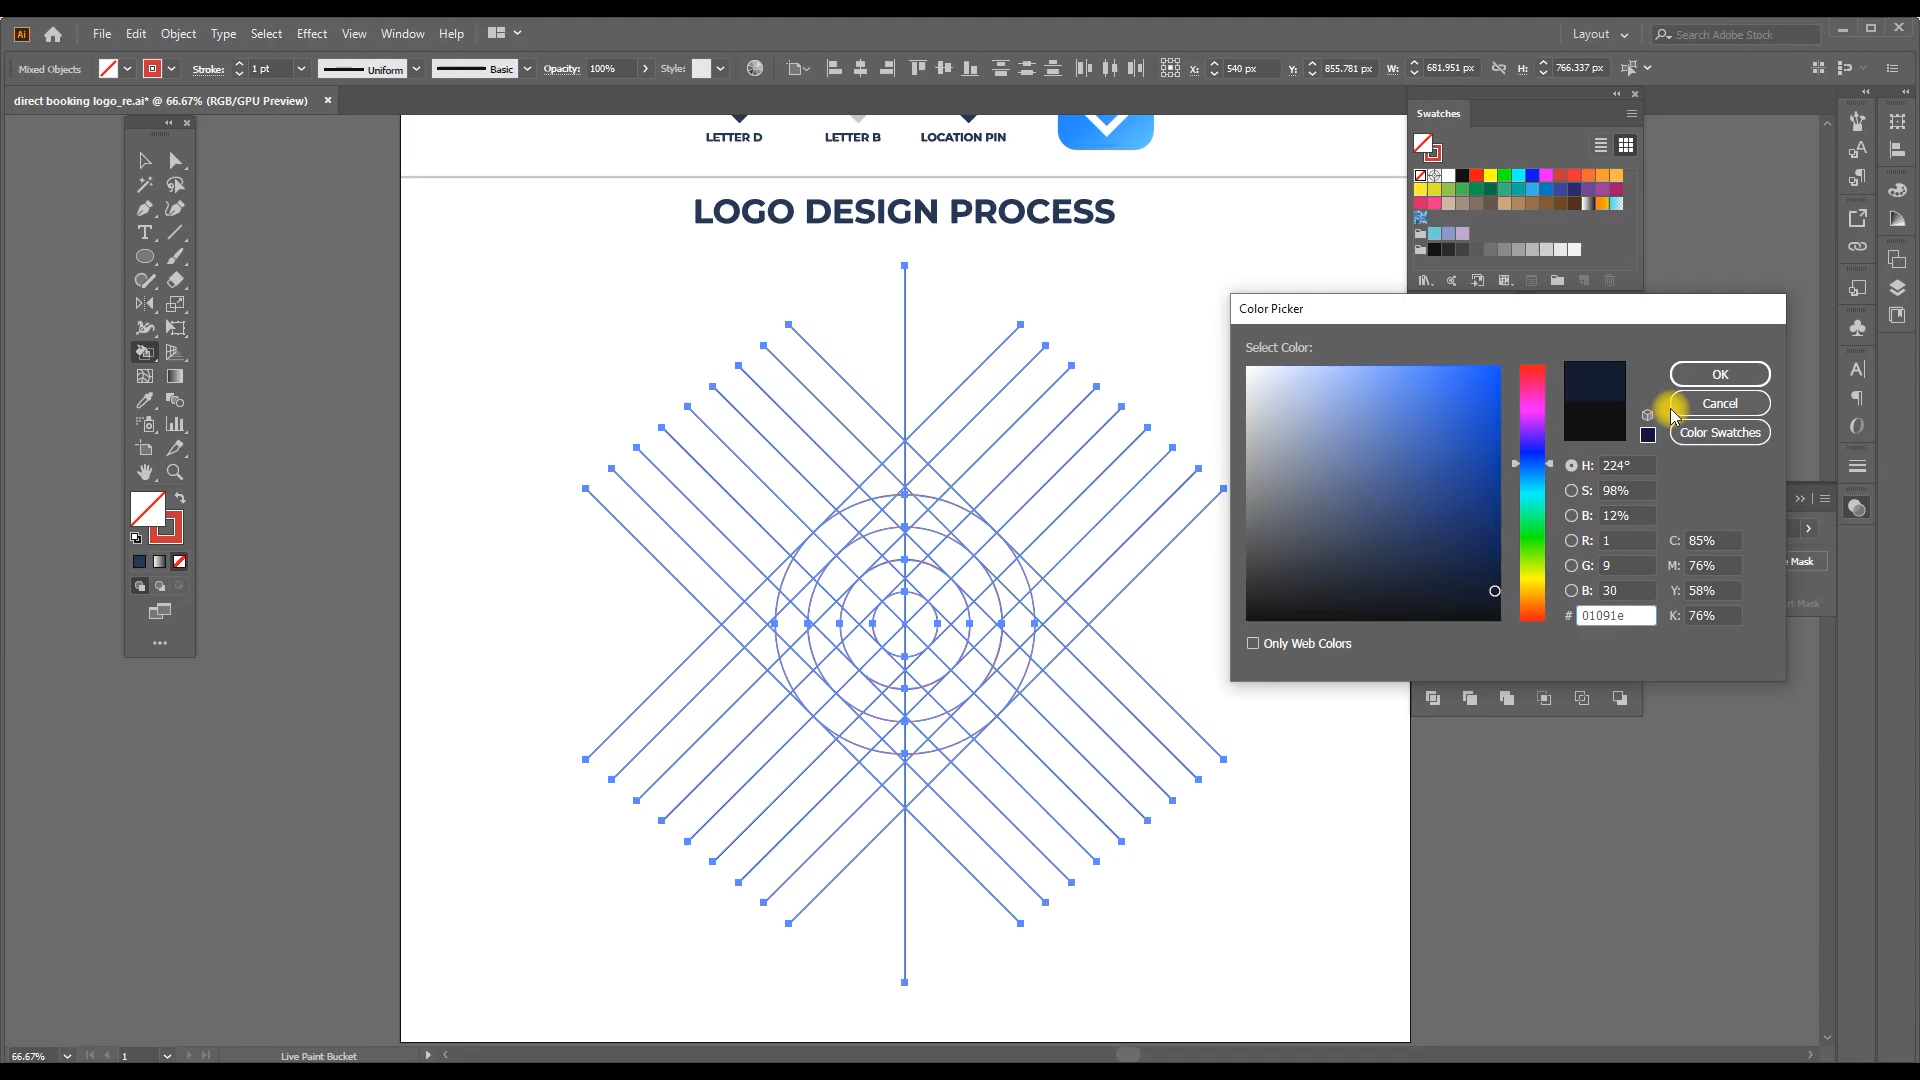 Ai File Edit Object Type Select Effect View Window Help Layout Search Adobe Stock
Mixed Objects Stroke: 1 pt Uniform Basic Opacity: 100% Style: X: 540 px Y: 855.781 px W: 681.951 px H: 766.337 px
direct booking logo_re.ai* @ 66.67% (RGB/GPU Preview) ×
Swatches
LETTER D LETTER B LOCATION PIN
LOGO DESIGN PROCESS
Color Picker
Select Color:
OK
Cancel
Color Swatches
H: 224°
S: 98%
B: 12%
R: 1 C: 85%
G: 9 M: 76%
B: 30 Y: 58%
# 01091e K: 76%
Only Web Colors
Mask
Mask
66.67% 1 Live Paint Bucket